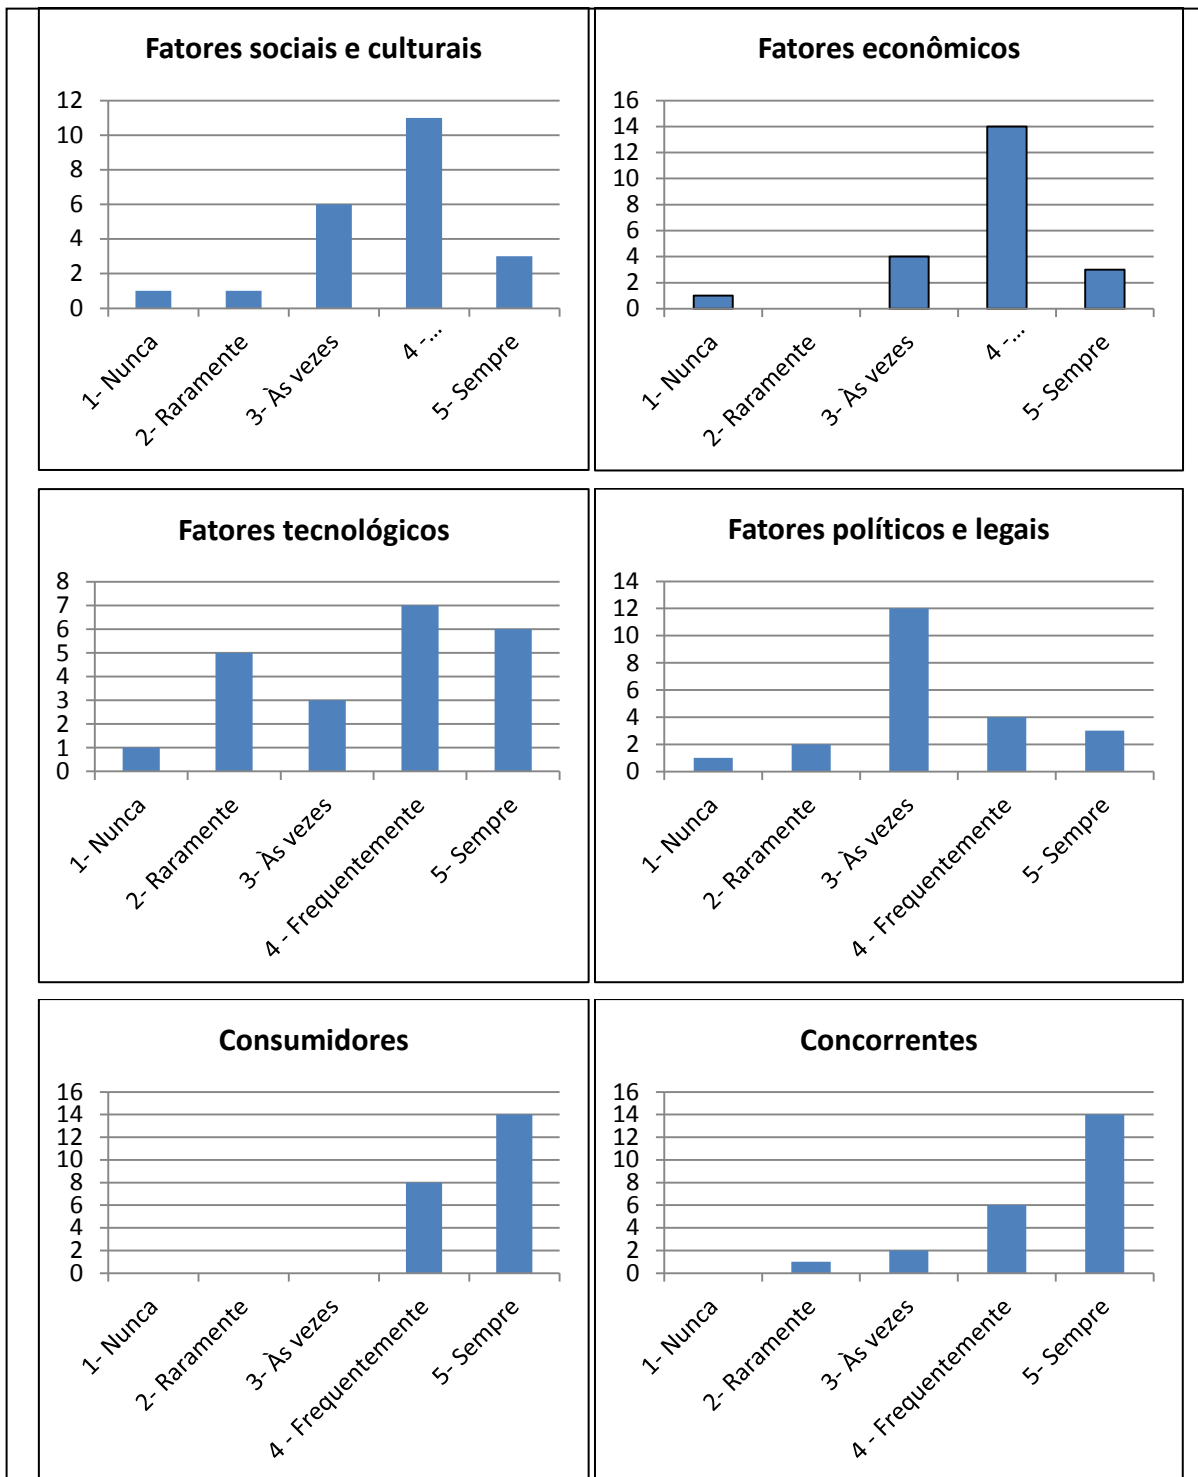 Fatores sociais e culturais
12
10
8
6
4
2
0
1- Nunca
2- Raramente
3- Às vezes
4 -...
5- Sempre
Fatores econômicos
16
14
12
10
8
6
4
2
0
1- Nunca
2- Raramente
3- Às vezes
4 -...
5- Sempre
Fatores tecnológicos
8
7
6
5
4
3
2
1
0
1- Nunca
2- Raramente
3- Às vezes
4 - Frequentemente
5- Sempre
Fatores políticos e legais
14
12
10
8
6
4
2
0
1- Nunca
2- Raramente
3- Às vezes
4 - Frequentemente
5- Sempre
Consumidores
16
14
12
10
8
6
4
2
0
1- Nunca
2- Raramente
3- Às vezes
4 - Frequentemente
5- Sempre
Concorrentes
16
14
12
10
8
6
4
2
0
1- Nunca
2- Raramente
3- Às vezes
4 - Frequentemente
5- Sempre